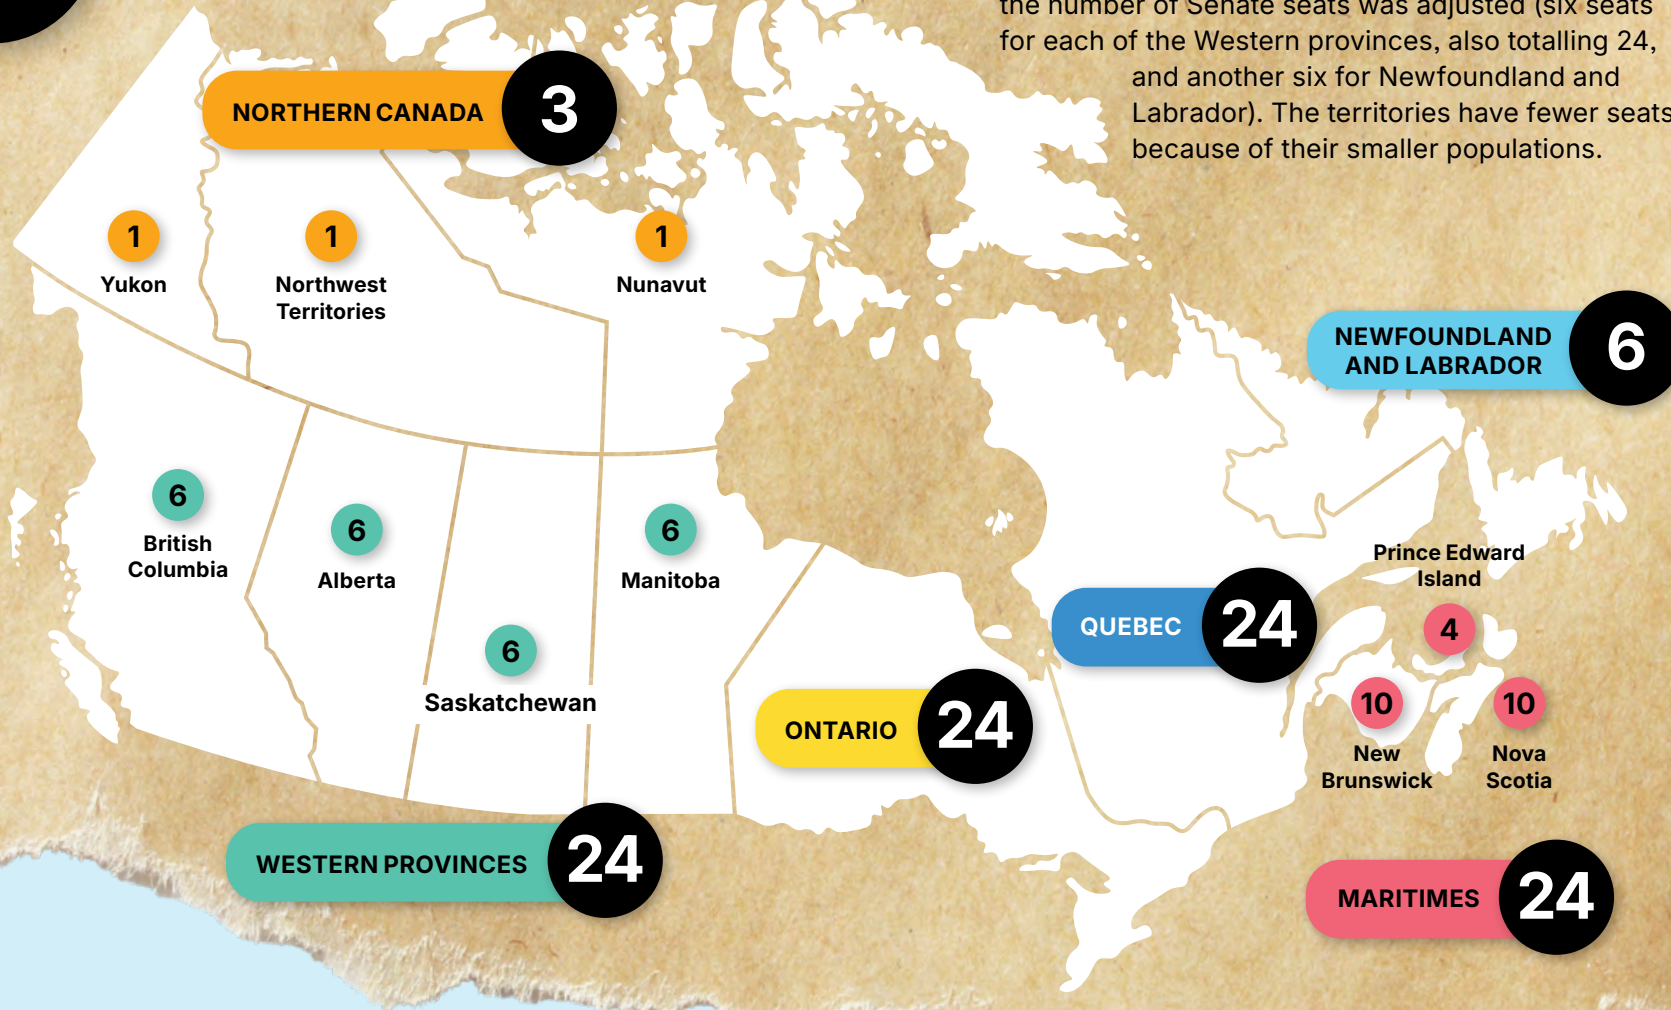 the number of Senate seats was adjusted (six seats
for each of the Western provinces, also totalling 24,
and another six for Newfoundland and
Labrador). The territories have fewer seats
because of their smaller populations.
NORTHERN CANADA 3
1
Yukon
1
Northwest
Territories
1
Nunavut
NEWFOUNDLAND
AND LABRADOR
6
6
British
Columbia
6
Alberta
6
Saskatchewan
6
Manitoba
QUEBEC 24
ONTARIO 24
Prince Edward
Island
4
10
New
Brunswick
10
Nova
Scotia
WESTERN PROVINCES 24
MARITIMES 24